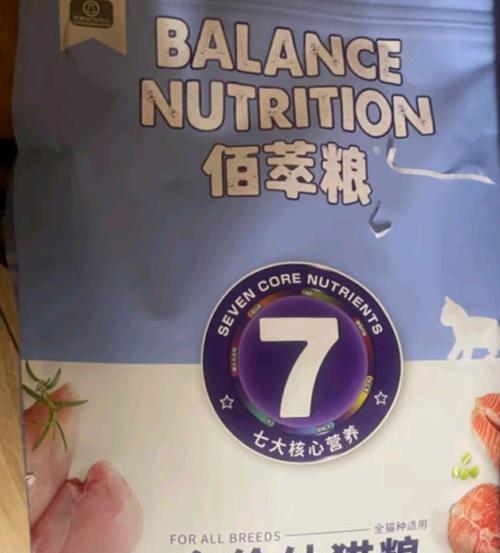 BALANCE
NUTRITION
佰萃粮
SEVEN CORE NUTRIENTS
7
七大核心营养
FOR ALL BREEDS
全猫种适用